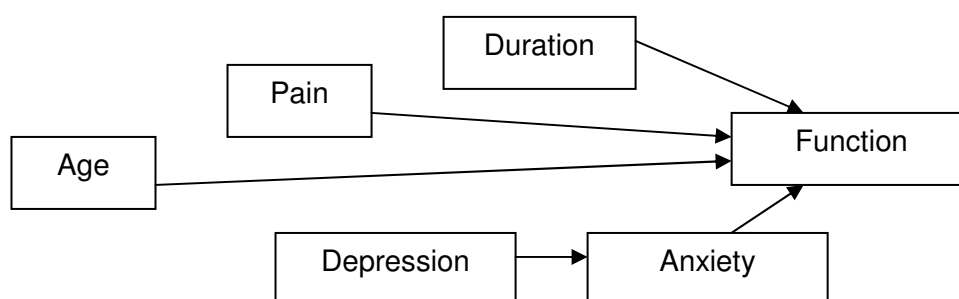 Duration
Pain
Function
Age
Depression
Anxiety